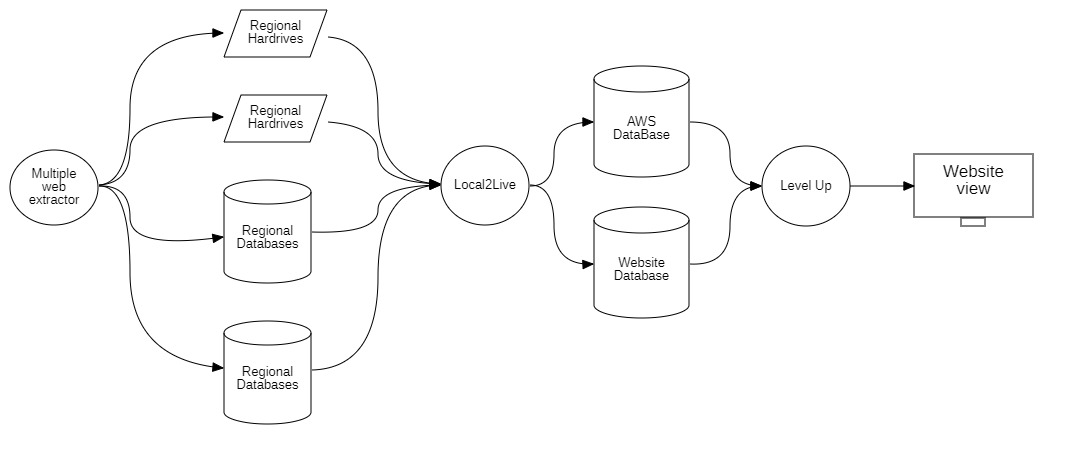 Regional
Hardrives
Regional
Hardrives
Multiple
web
extractor
Regional
Databases
Regional
Databases
Local2Live
AWS
DataBase
Website
Database
Level Up
Website
view